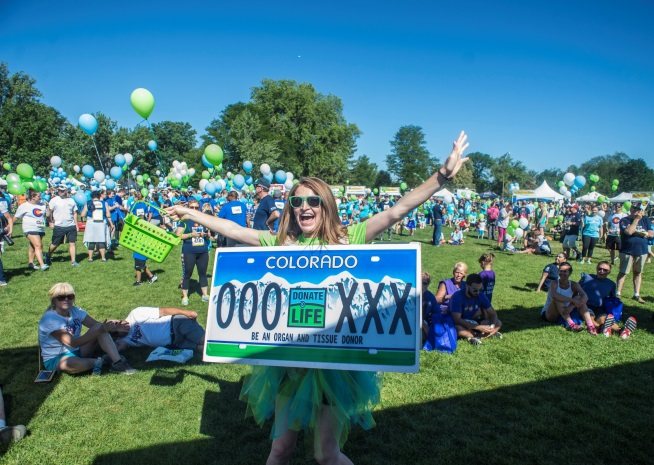 COLORADO
000 DONATE LIFE XXX
BE AN ORGAN AND TISSUE DONOR